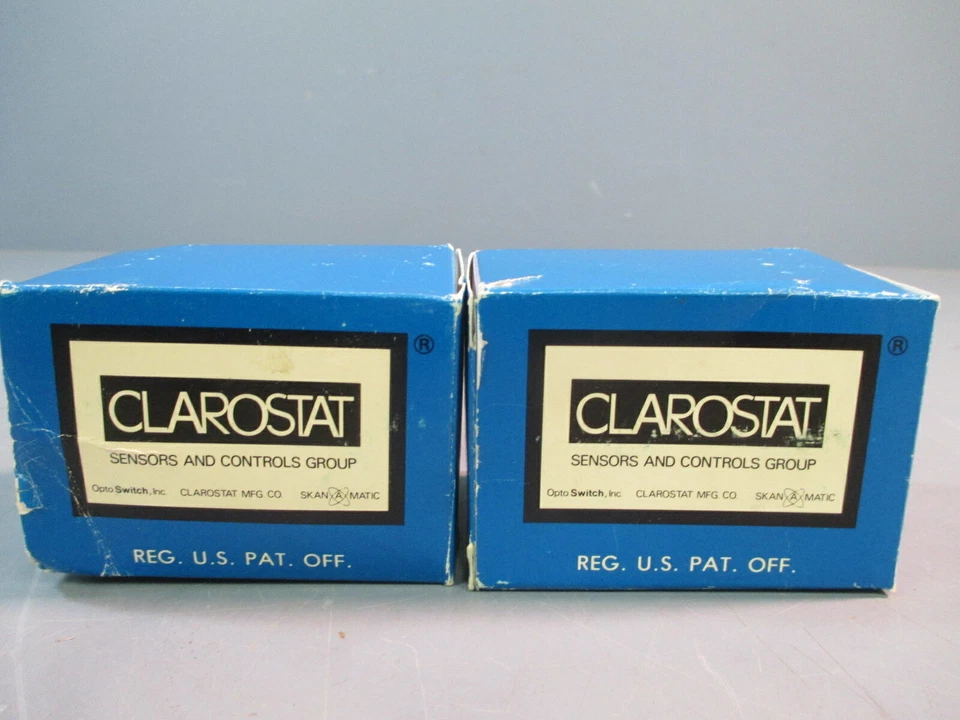 ®
CLAROSTAT
SENSORS AND CONTROLS GROUP
Opto Switch, Inc. CLAROSTAT MFG. CO. SKAN A MATIC
REG. U.S. PAT. OFF.
®
CLAROSTAT
SENSORS AND CONTROLS GROUP
Opto Switch, Inc. CLAROSTAT MFG. CO. SKAN A MATIC
REG. U.S. PAT. OFF.